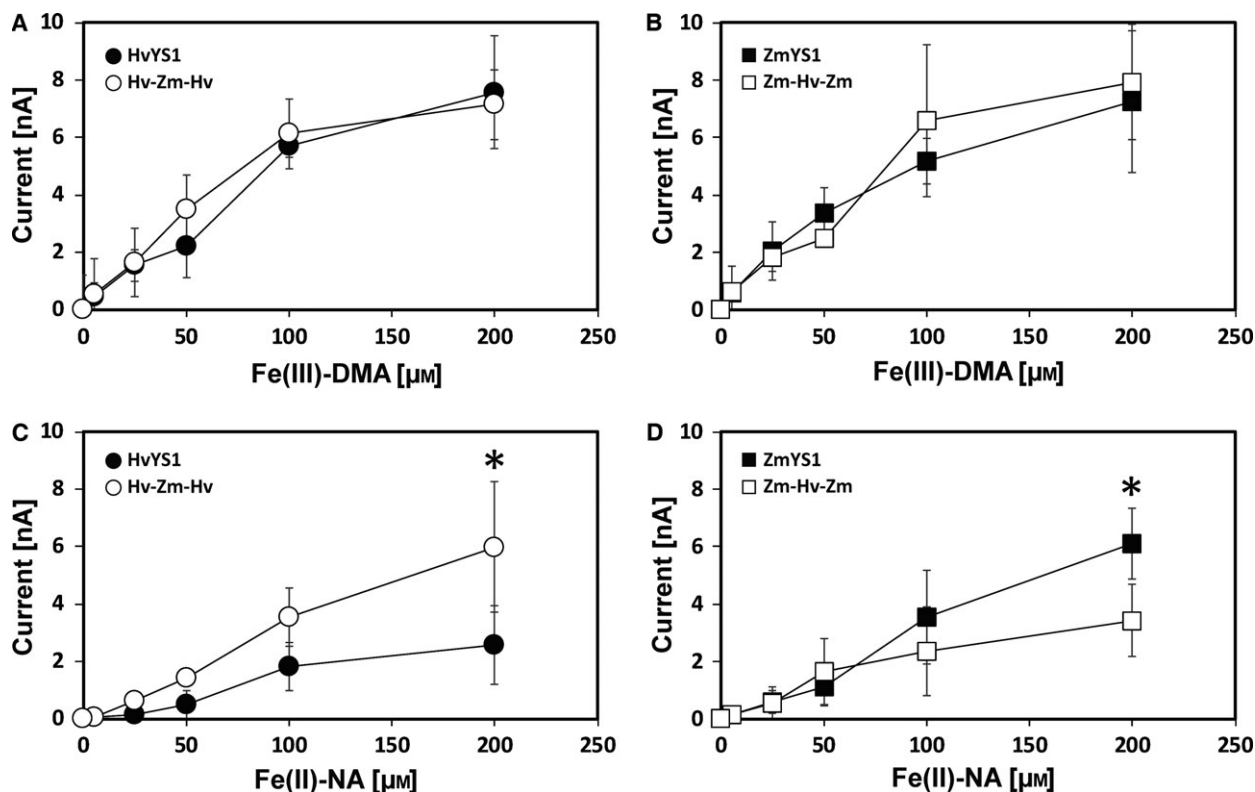 A
10
8
6
4
2
0
Current [nA]
HvYS1
Hv-Zm-Hv
0 50 100 150 200 250
Fe(III)-DMA [μM]
B
10
8
6
4
2
0
Current [nA]
ZmYS1
Zm-Hv-Zm
0 50 100 150 200 250
Fe(III)-DMA [μM]
C
10
8
6
4
2
0
Current [nA]
HvYS1
Hv-Zm-Hv
*
0 50 100 150 200 250
Fe(II)-NA [μM]
D
10
8
6
4
2
0
Current [nA]
ZmYS1
Zm-Hv-Zm
*
0 50 100 150 200 250
Fe(II)-NA [μM]